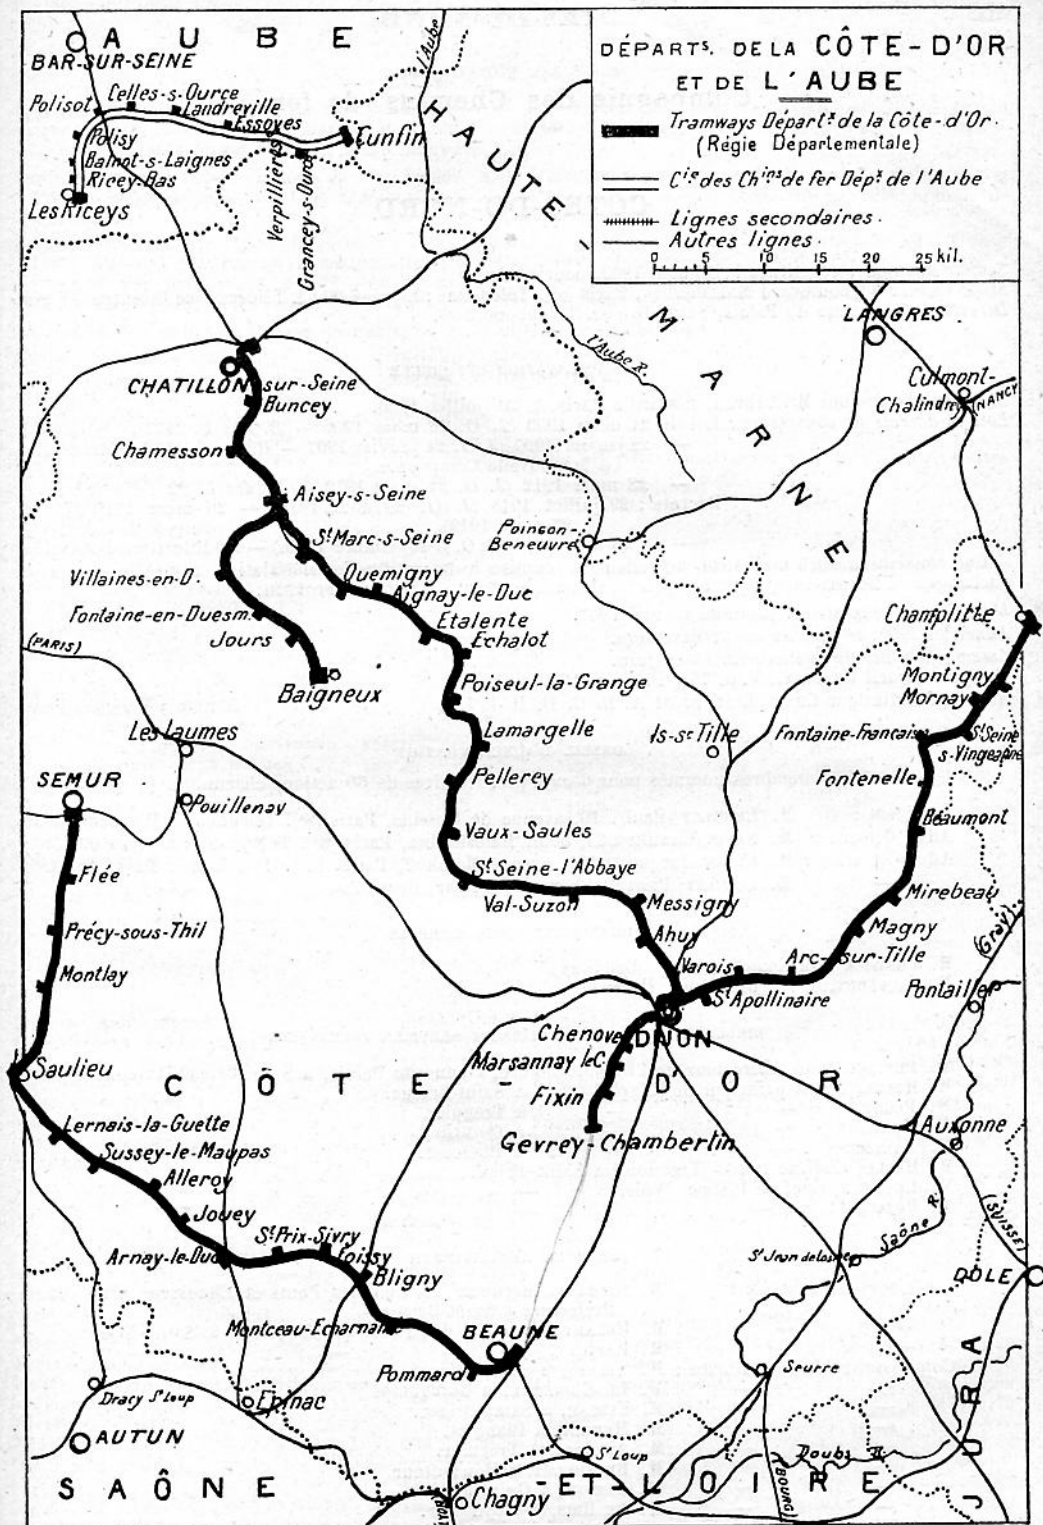 DÉPARTS. DE LA CÔTE-D'OR
ET DE L'AUBE
Tramways Départx de la Côte-d'Or.
(Régie Départementale)
Cie des Chins de Fer Dépx de l'Aube
Lignes secondaires.
Autres lignes.
0 5 10 15 20 25 kil.
AUBE
l'Aube
BAR-SUR-SEINE
Polisot
Celles-s-Ource
Landreville
Essoyes
Cunfin
Polisy
Balnot-s-Laignes
Ricey-Bas
Les Riceys
Verpillières
Grancey-s-Ource
HAUTE-
MARNE
l'Aube R.
LANGRES
Culmont-
Chalindrey
(NANCY)
CHATILLON
sur-Seine
Buncey
Chamesson
Aisey-s-Seine
St Marc-s-Seine
Poinson-
Beneuvre
Villaines-en-D.
Quemigny
Aignay-le-Duc
Fontaine-en-Duesm.
Etalente
Jours
Echalot
Baigneux
Poiseul-la-Grange
Champlitte
Montigny
Mornay
(PARIS)
Les Laumes
Lamargelle
Is-s-Tille
Fontaine-Française
St Seine
s-Vingeanne
SEMUR
Pellerey
Fontenelle
Pouillenay
Vaux-Saules
Beaumont
Flée
St Seine-l'Abbaye
Val-Suzon
Messigny
Mirebeau
Précy-sous-Thil
Ahuy
Magny
(Gray)
Montlay
Varois
Arc-sur-Tille
St Apollinaire
Pontailler
Chenove
DIJON
Marsannay le C.
Saulieu
CÔTE-D'OR
Fixin
Gevrey-Chambertin
Auxonne
Lernais-la-Guette
Sussey-le-Maupas
Alleroy
Jouey
Saône R.
(SUISSE)
Arnay-le-Duc
St Prix-Sivry
Foissy
Bligny
St Jean de Losne
DÔLE
Montceau-Echarnant
BEAUNE
Pommard
Seurre
Dracy St Loup
Epinac
JURA
AUTUN
St Loup
Doubs R.
SAÔNE
-ET-LOIRE
Chagny
(BOURG)